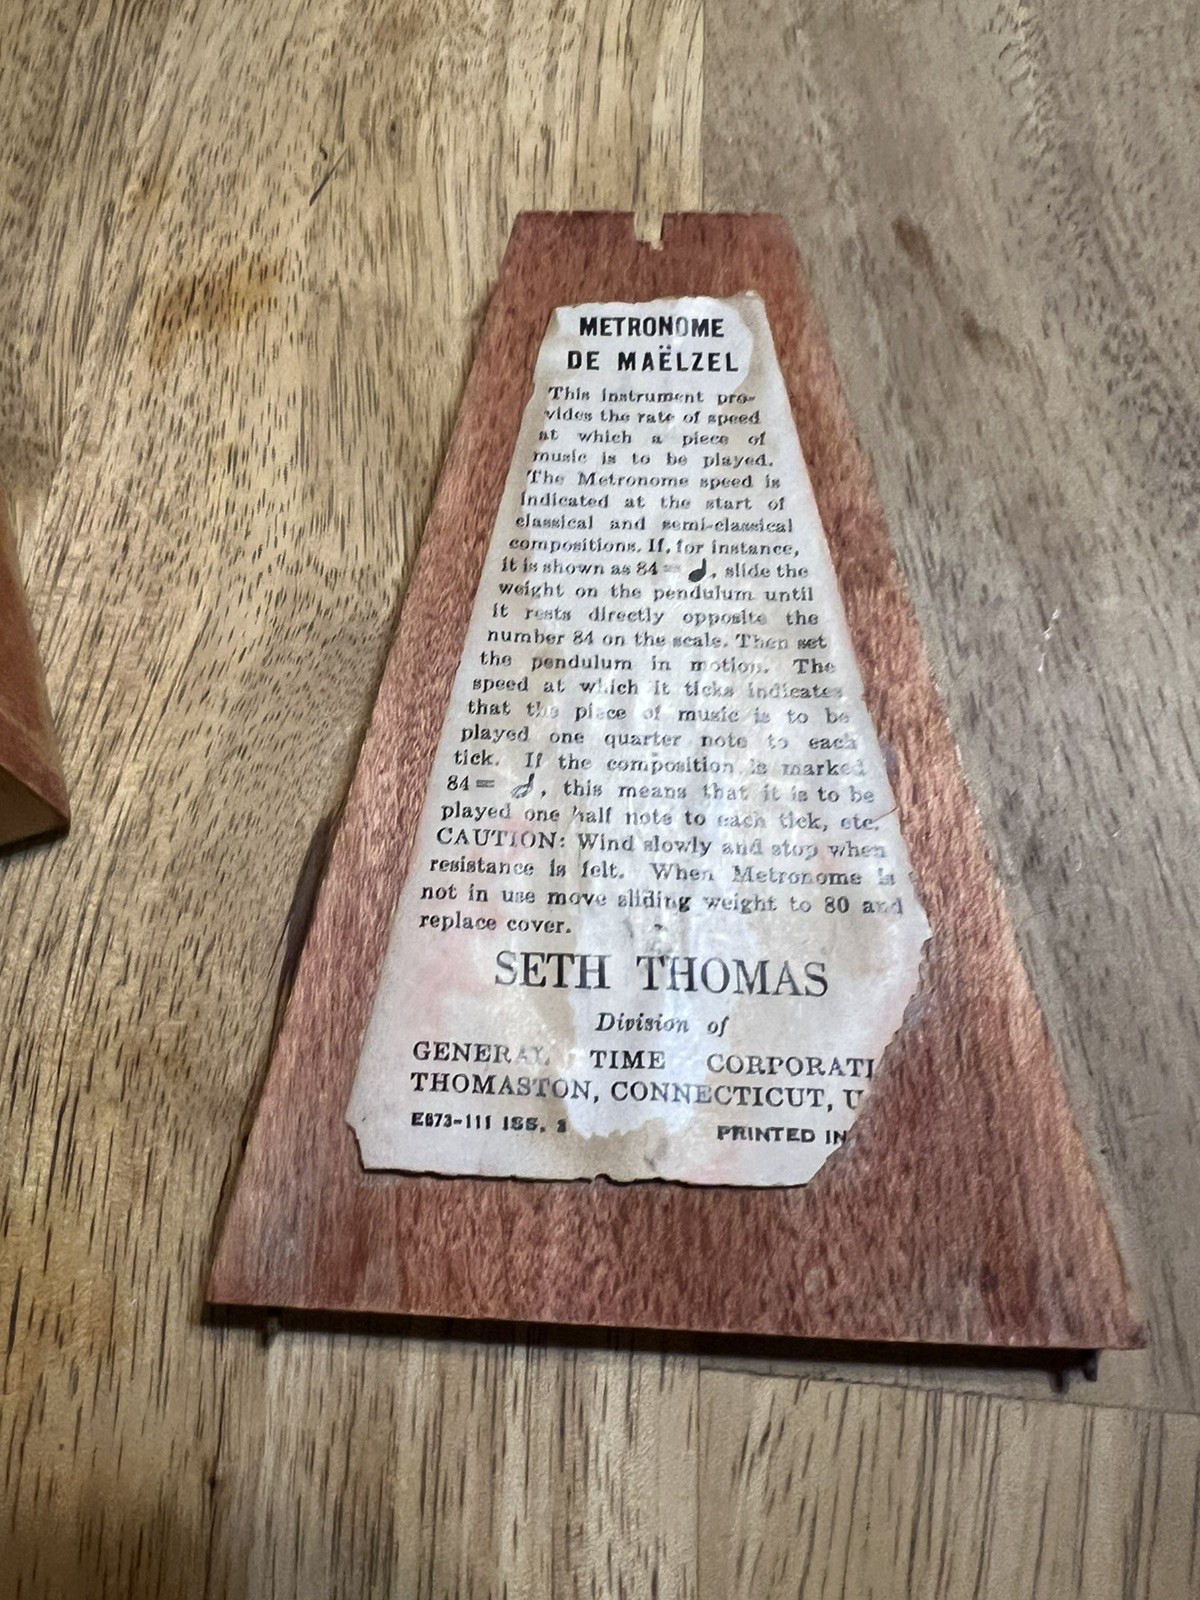 METRONOME
DE MAËLZEL
This instrument pro-
vides the rate of speed
at which a piece of
music is to be played.
The Metronome speed is
indicated at the start of
classical and semi-classical
compositions. If, for instance,
it is shown as 84 = ♩, slide the
weight on the pendulum until
it rests directly opposite the
number 84 on the scale. Then set
the pendulum in motion. The
speed at which it ticks indicates
that the piece of music is to be
played one quarter note to each
tick. If the composition is marked
84 = 𝅗𝅥, this means that it is to be
played one half note to each tick, etc.
CAUTION: Wind slowly and stop when
resistance is felt. When Metronome is
not in use move sliding weight to 80 and
replace cover.
SETH THOMAS
Division of
GENERAL TIME CORPORATI
THOMASTON, CONNECTICUT, U
E673-111 ISS. 3
PRINTED IN